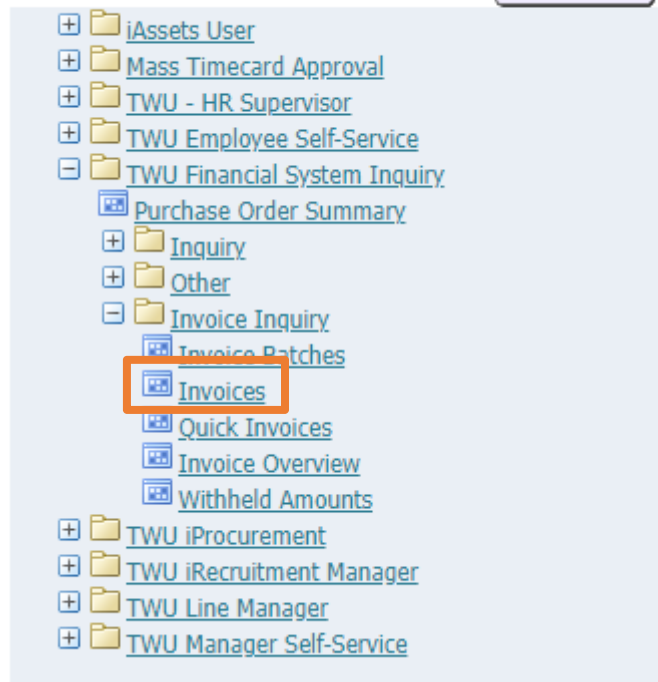 iAssets User
Mass Timecard Approval
TWU - HR Supervisor
TWU Employee Self-Service
TWU Financial System Inquiry
Purchase Order Summary
Inquiry
Other
Invoice Inquiry
Invoice Batches
Invoices
Quick Invoices
Invoice Overview
Withheld Amounts
TWU iProcurement
TWU iRecruitment Manager
TWU Line Manager
TWU Manager Self-Service